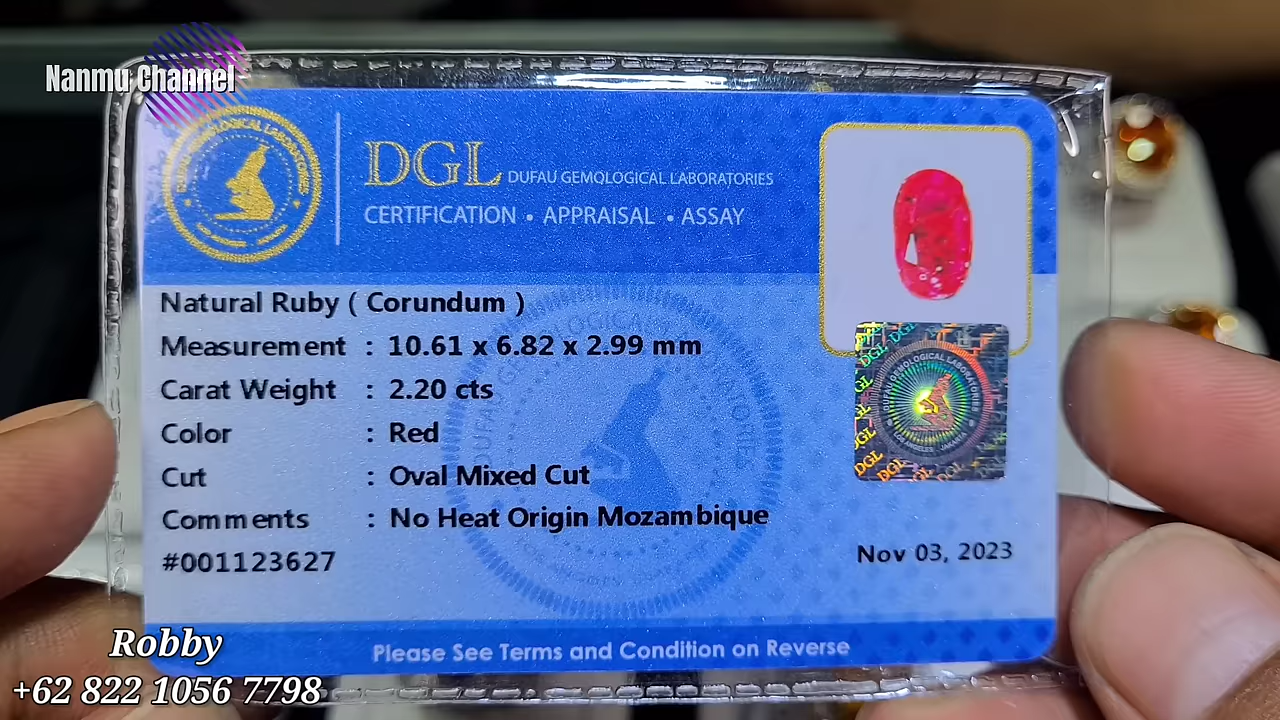 Nanmu Channel
DGL DUFAU GEMOLOGICAL LABORATORIES
CERTIFICATION • APPRAISAL • ASSAY
Natural Ruby ( Corundum )
Measurement : 10.61 x 6.82 x 2.99 mm
Carat Weight : 2.20 cts
Color : Red
Cut : Oval Mixed Cut
Comments : No Heat Origin Mozambique
#001123627
Nov 03, 2023
Please See Terms and Condition on Reverse
Robby
+62 822 1056 7798